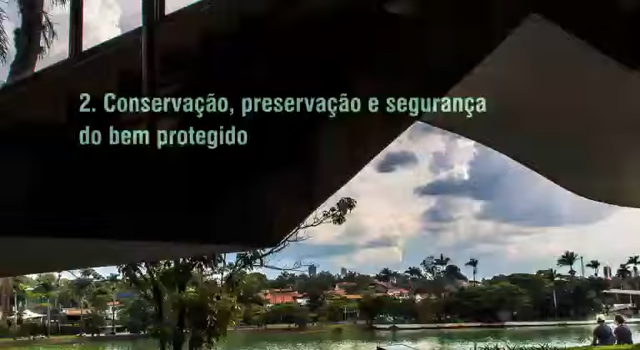 2. Conservação, preservação e segurança
do bem protegido